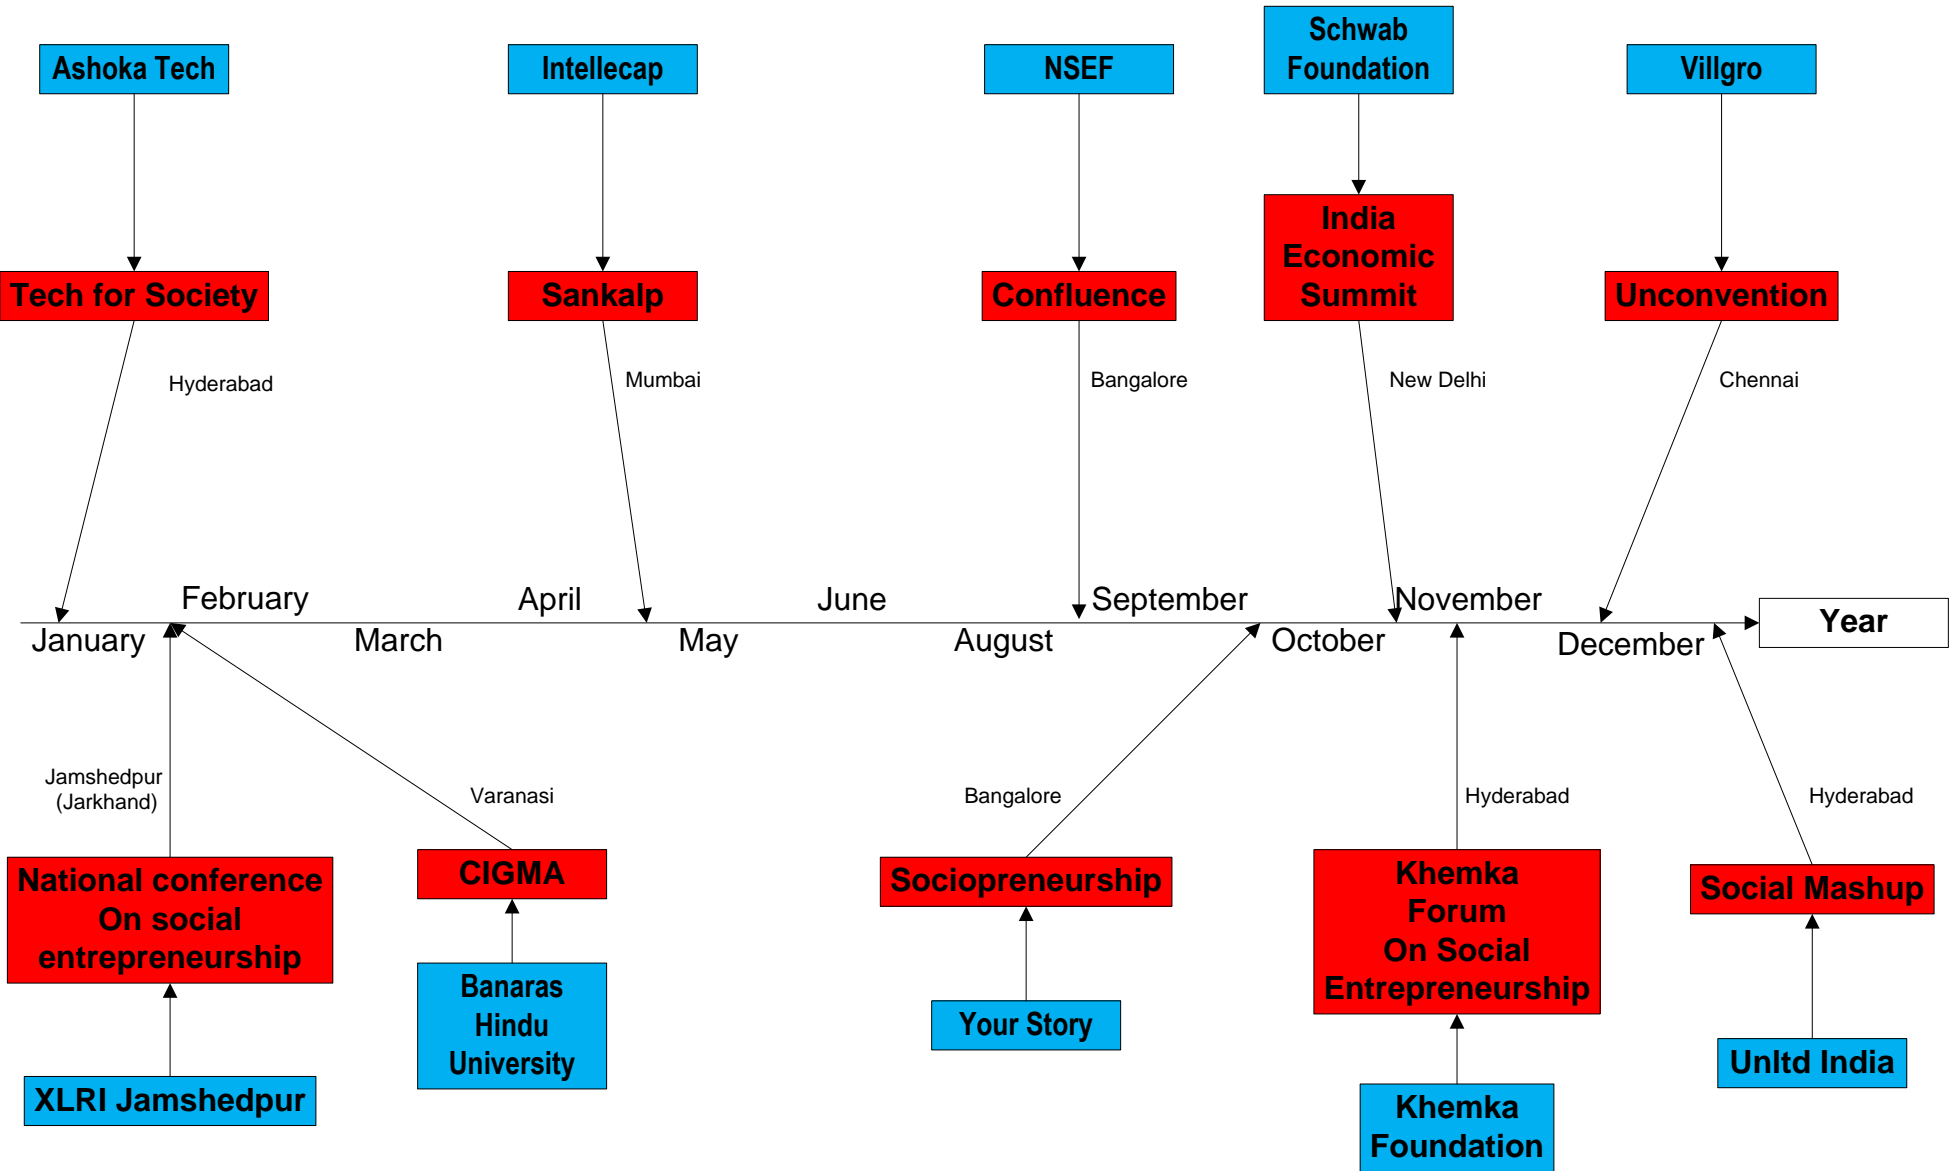 Ashoka Tech
Intellecap
NSEF
Schwab
Foundation
Villgro
Tech for Society
Sankalp
Confluence
India
Economic
Summit
Unconvention
Hyderabad
Mumbai
Bangalore
New Delhi
Chennai
February
April
June
September
November
January
March
May
August
October
December
Year
Jamshedpur
(Jarkhand)
Varanasi
Bangalore
Hyderabad
Hyderabad
National conference
On social
entrepreneurship
CIGMA
Sociopreneurship
Khemka
Forum
On Social
Entrepreneurship
Social Mashup
XLRI Jamshedpur
Banaras
Hindu
University
Your Story
Khemka
Foundation
Unltd India